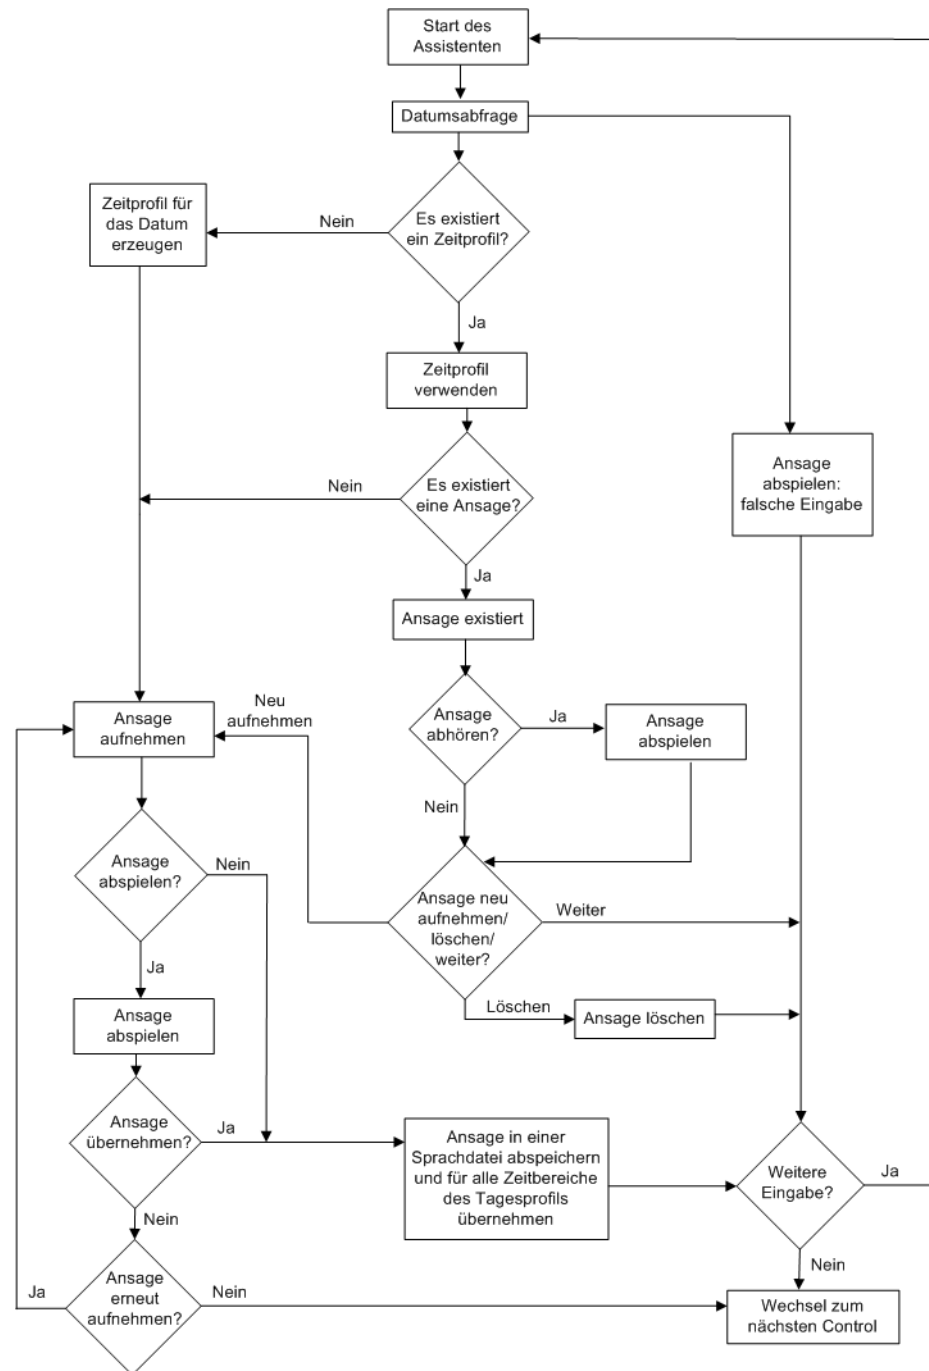 Start des
Assistenten
Datumsabfrage
Zeitprofil für
das Datum
erzeugen
Nein
Es existiert
ein Zeitprofil?
Ja
Zeitprofil
verwenden
Nein
Es existiert
eine Ansage?
Ansage
abspielen:
falsche Eingabe
Ja
Ansage existiert
Ansage
aufnehmen
Neu
aufnehmen
Ansage
abhören?
Ja
Ansage
abspielen
Nein
Ansage
abspielen?
Nein
Ansage neu
aufnehmen/
löschen/
weiter?
Weiter
Ja
Löschen
Ansage löschen
Ansage
abspielen
Ansage
übernehmen?
Ja
Ansage in einer
Sprachdatei abspeichern
und für alle Zeitbereiche
des Tagesprofils
übernehmen
Weitere
Eingabe?
Ja
Nein
Nein
Ja
Ansage
erneut
aufnehmen?
Nein
Wechsel zum
nächsten Control